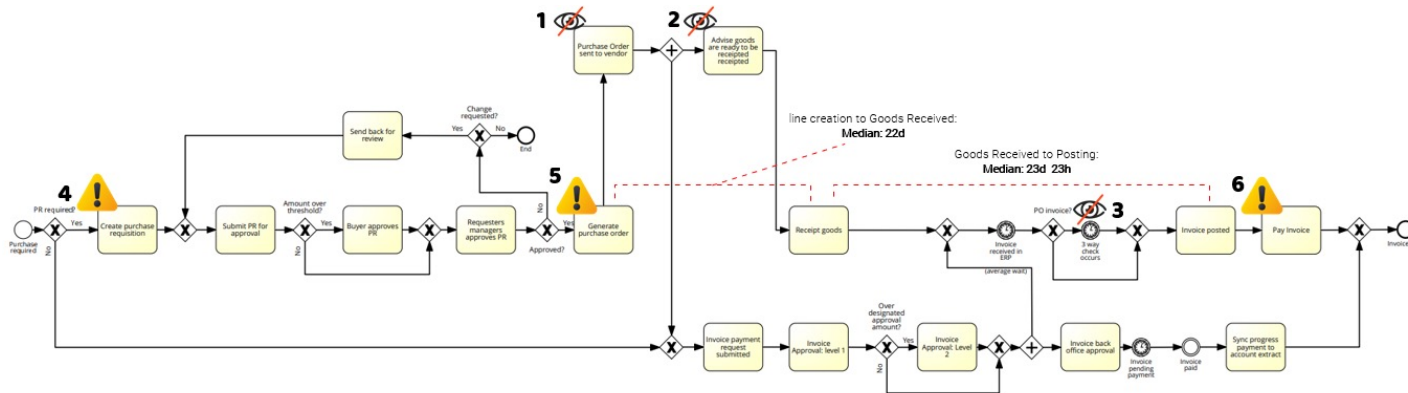 1
Purchase Order
sent to vendor
2
Advise goods
are ready to be
receipted
receipted
Change
requested?
Yes
No
End
Send back for
review
line creation to Goods Received:
Median: 22d
Goods Received to Posting:
Median: 23d 23h
4
PR required?
Yes
No
Purchase
required
Create purchase
requisition
Submit PR for
approval
Amount over
threshold?
Yes
Buyer approves
PR
Requesters
managers
approves PR
No
Yes
Approved?
5
Generate
purchase order
Receipt goods
Invoice
received in
ERP
(average wait)
PO invoice?
3
3 way
check
occurs
Invoice posted
6
Pay Invoice
Invoice
Invoice payment
request
submitted
Invoice
Approval: level 1
Over
designated
approval
amount?
Yes
No
Invoice
Approval: Level
2
Invoice back
office approval
Invoice
pending
payment
Invoice
paid
Sync progress
payment to
account extract